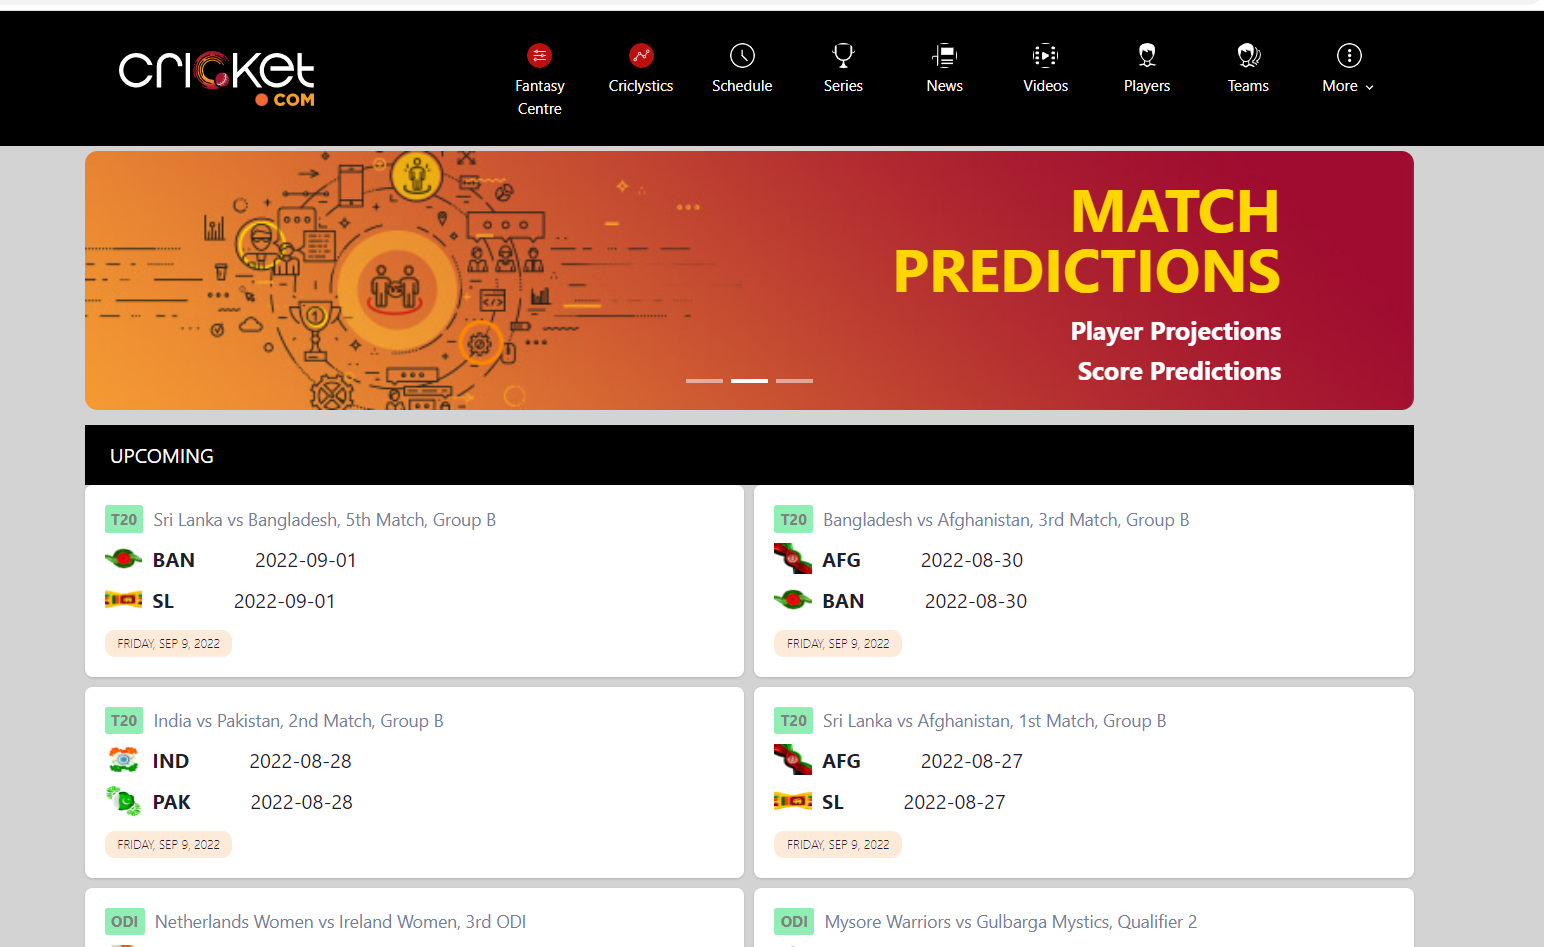 cricket
.COM
Fantasy Centre
Criclystics
Schedule
Series
News
Videos
Players
Teams
More
MATCH
PREDICTIONS
Player Projections
Score Predictions
UPCOMING
T20 Sri Lanka vs Bangladesh, 5th Match, Group B
BAN 2022-09-01
SL 2022-09-01
FRIDAY, SEP 9, 2022
T20 Bangladesh vs Afghanistan, 3rd Match, Group B
AFG 2022-08-30
BAN 2022-08-30
FRIDAY, SEP 9, 2022
T20 India vs Pakistan, 2nd Match, Group B
IND 2022-08-28
PAK 2022-08-28
FRIDAY, SEP 9, 2022
T20 Sri Lanka vs Afghanistan, 1st Match, Group B
AFG 2022-08-27
SL 2022-08-27
FRIDAY, SEP 9, 2022
ODI Netherlands Women vs Ireland Women, 3rd ODI
ODI Mysore Warriors vs Gulbarga Mystics, Qualifier 2